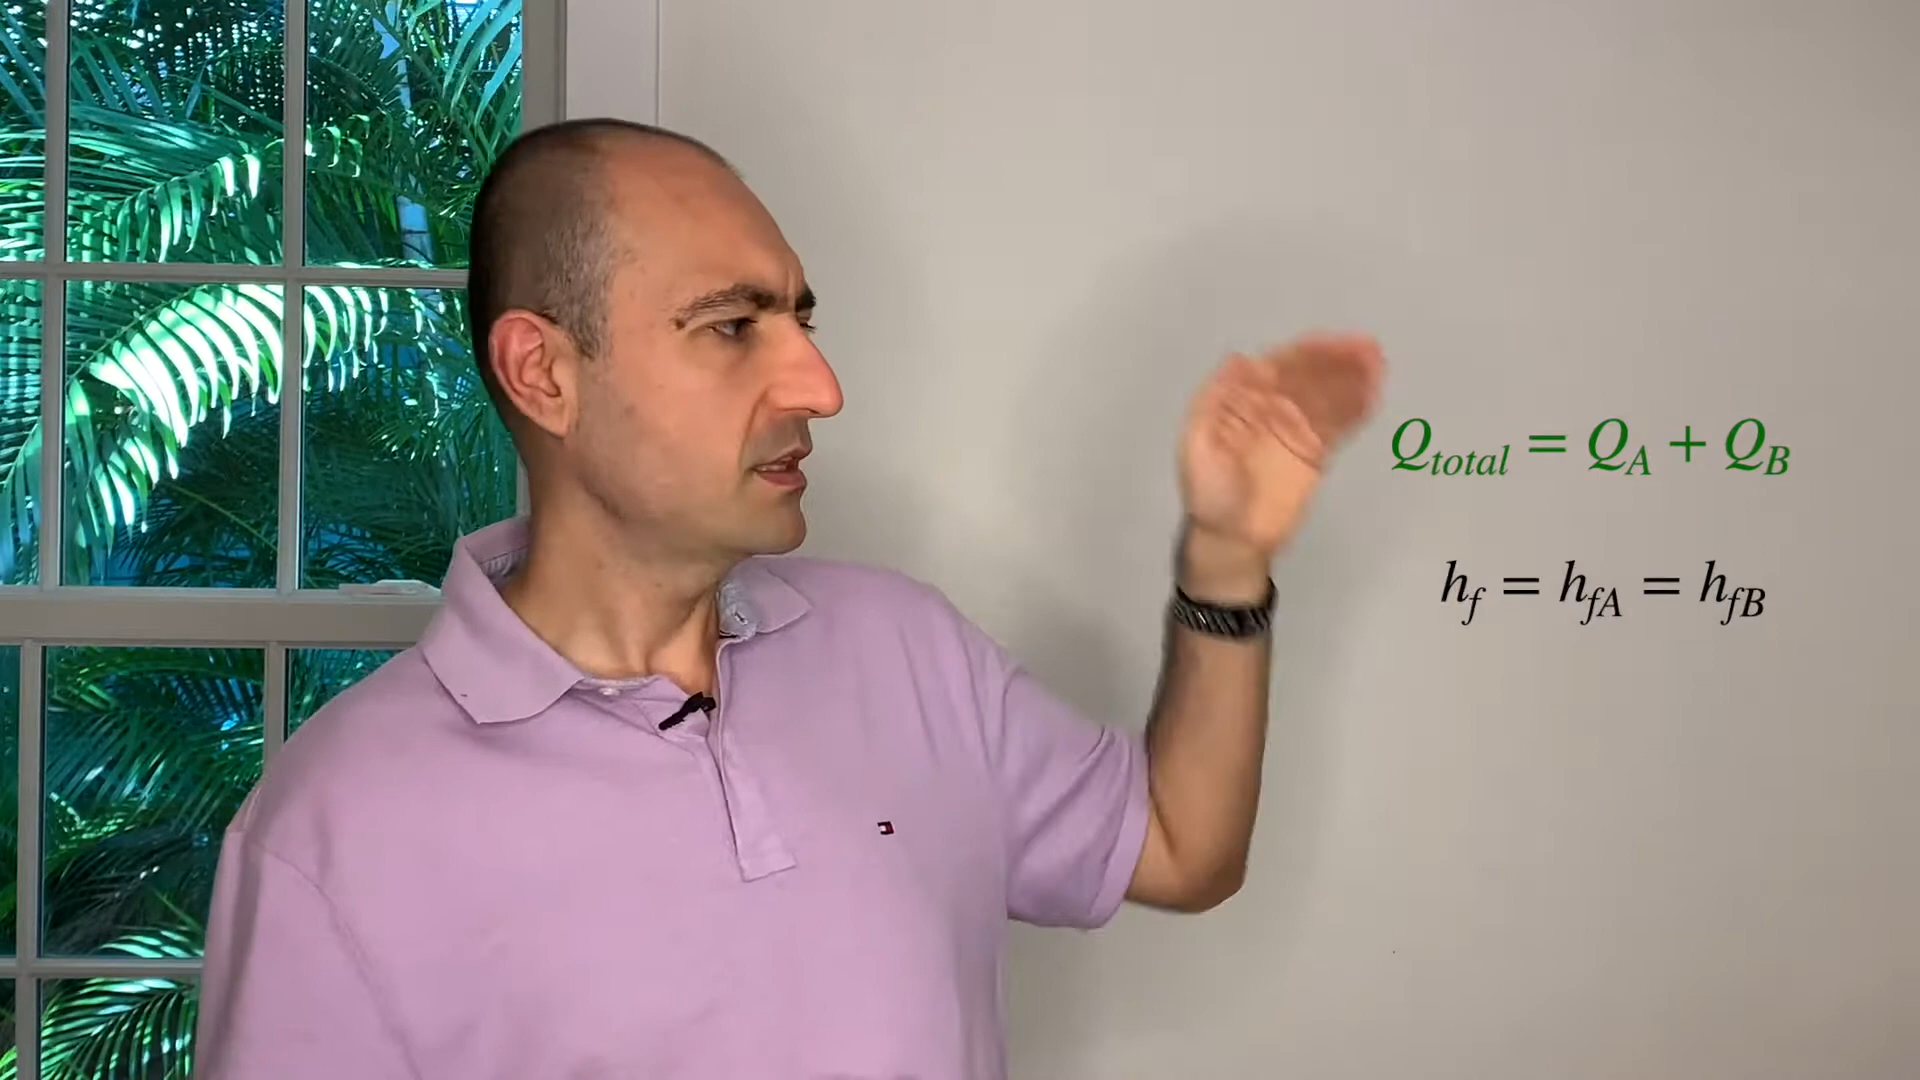 Q_total = Q_A + Q_B
h_f = h_fA = h_fB